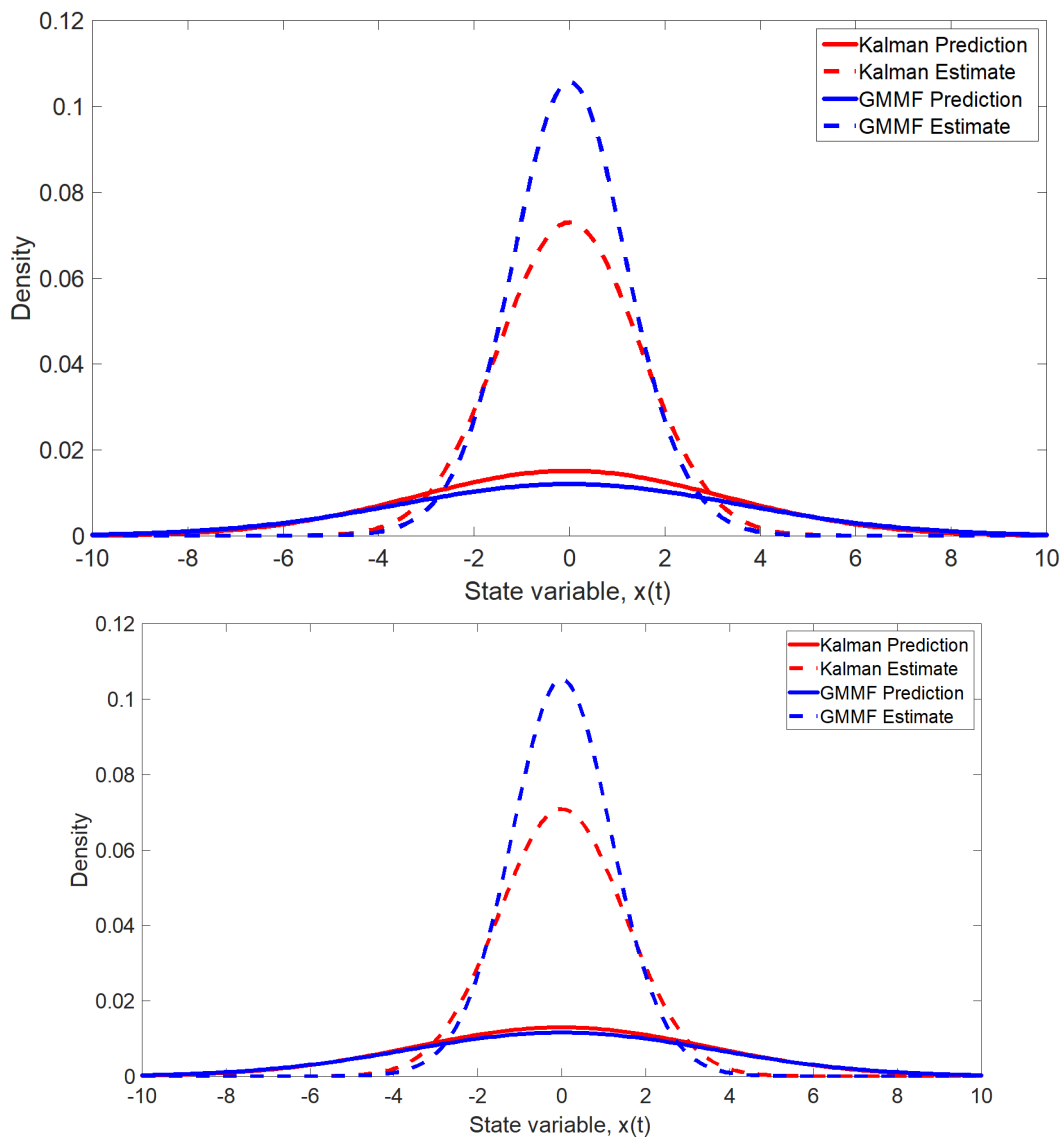 0.12
0.1
0.08
0.06
0.04
0.02
0
Density
-10 -8 -6 -4 -2 0 2 4 6 8 10
State variable, x(t)
Kalman Prediction
Kalman Estimate
GMMF Prediction
GMMF Estimate
0.12
0.1
0.08
0.06
0.04
0.02
0
Density
-10 -8 -6 -4 -2 0 2 4 6 8 10
State variable, x(t)
Kalman Prediction
Kalman Estimate
GMMF Prediction
GMMF Estimate